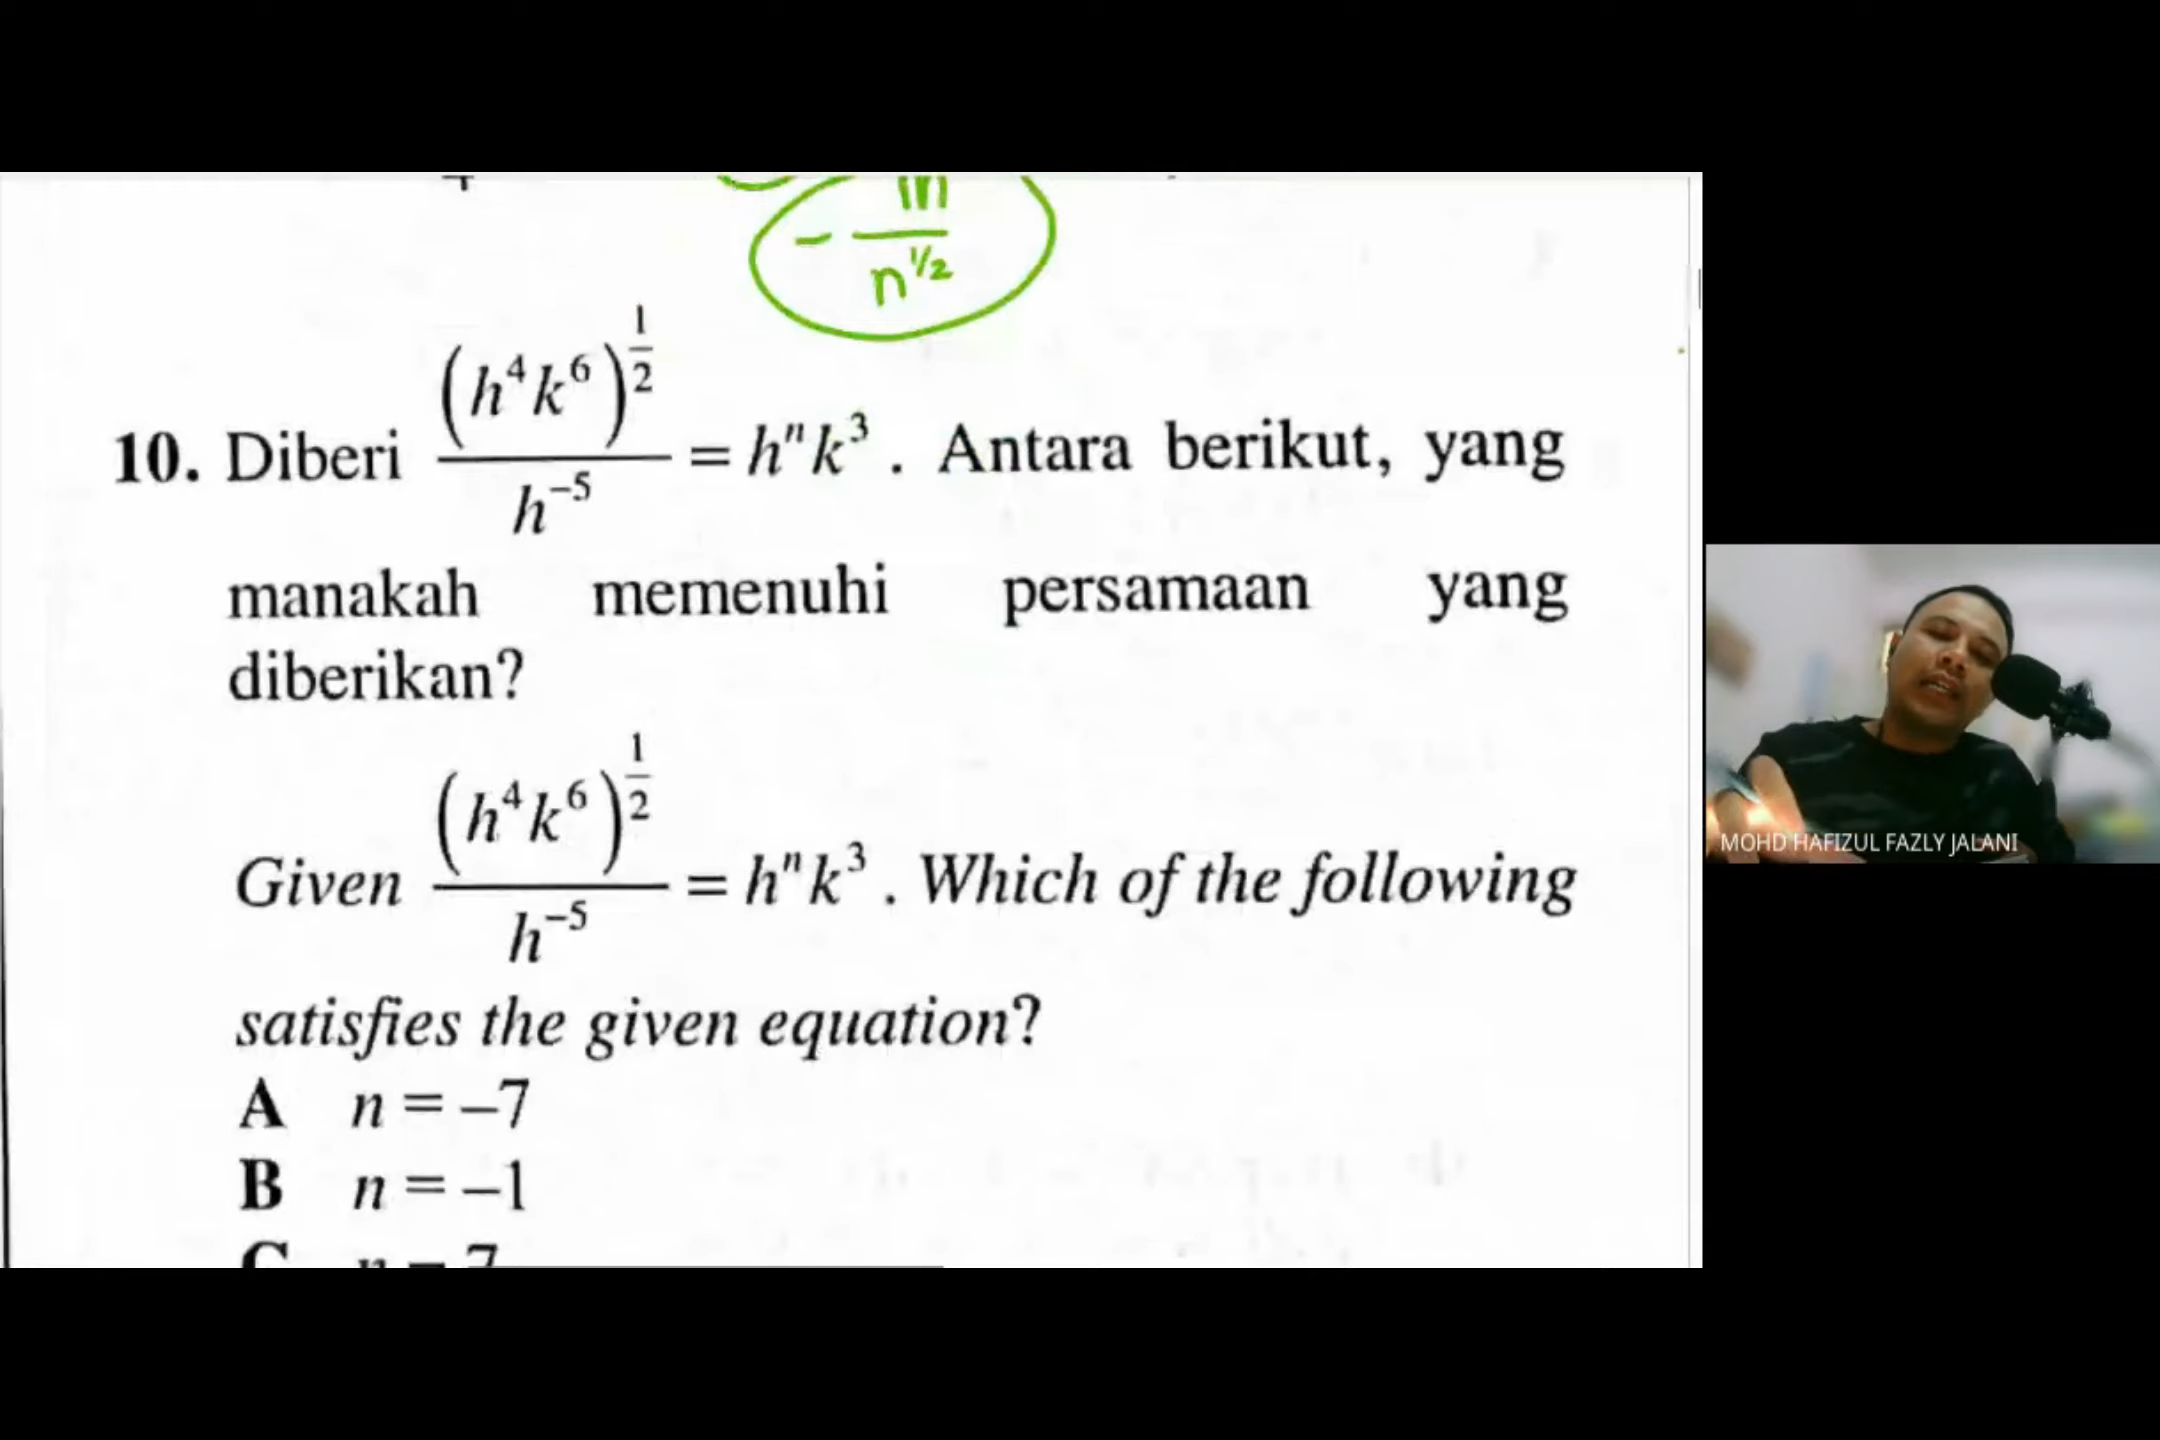 - m
n^1/2
10. Diberi (h⁴k⁶)^1/2 / h⁻⁵ = hⁿk³ . Antara berikut, yang
manakah memenuhi persamaan yang
diberikan?
Given (h⁴k⁶)^1/2 / h⁻⁵ = hⁿk³ . Which of the following
satisfies the given equation?
A n = –7
B n = –1
C n = 7
MOHD HAFIZUL FAZLY JALANI